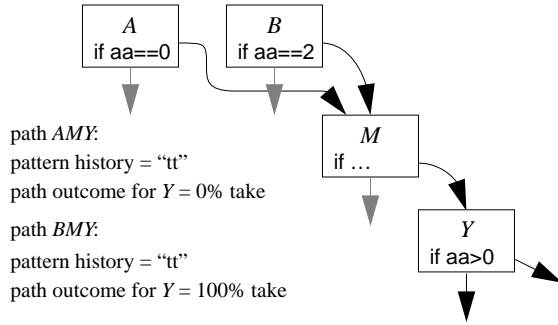 A
if aa==0
B
if aa==2
M
if ...
path AMY:
pattern history = “tt”
path outcome for Y = 0% take
path BMY:
pattern history = “tt”
path outcome for Y = 100% take
Y
if aa>0